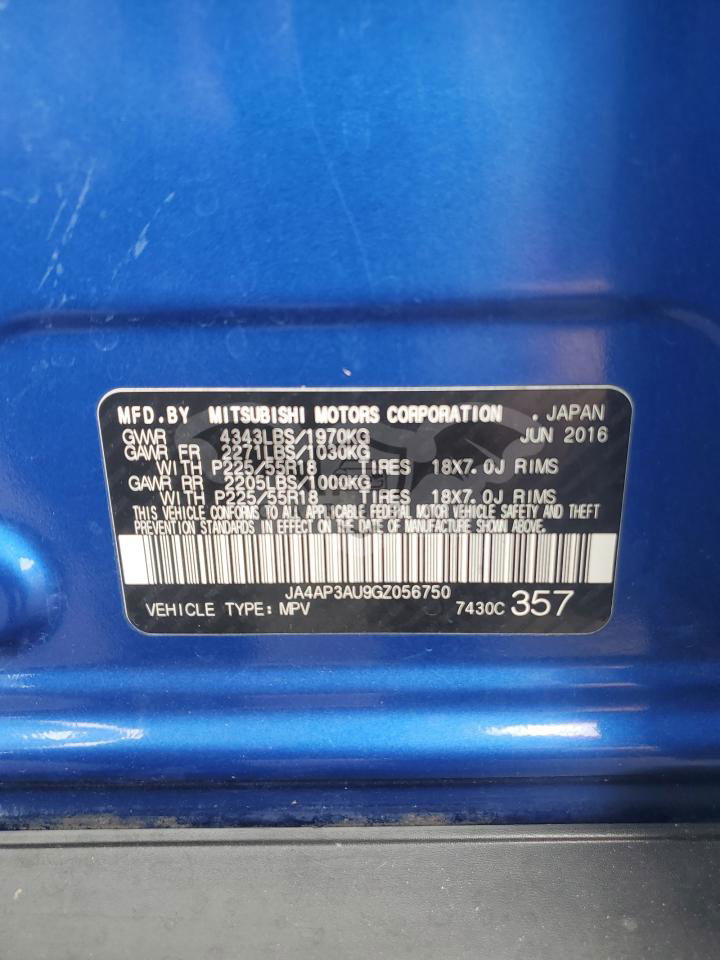 MFD.BY MITSUBISHI MOTORS CORPORATION . JAPAN
GVWR 4343LBS/1970KG JUN 2016
GAWR FR 2271LBS/1030KG
WITH P225/55R18 TIRES 18X7.0J RIMS
GAWR RR 2205LBS/1000KG
WITH P225/55R18 TIRES 18X7.0J RIMS
THIS VEHICLE CONFORMS TO ALL APPLICABLE FEDERAL MOTOR VEHICLE SAFETY AND THEFT
PREVENTION STANDARDS IN EFFECT ON THE DATE OF MANUFACTURE SHOWN ABOVE.
JA4AP3AU9GZ056750
VEHICLE TYPE: MPV 7430C 357